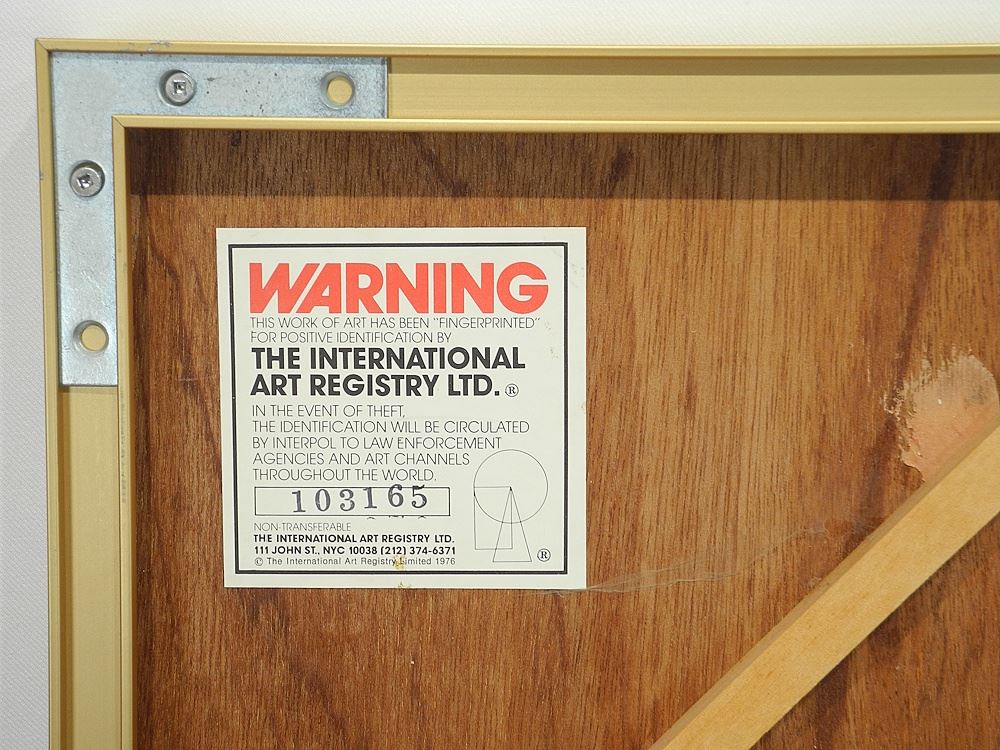 WARNING
THIS WORK OF ART HAS BEEN "FINGERPRINTED"
FOR POSITIVE IDENTIFICATION BY
THE INTERNATIONAL
ART REGISTRY LTD. ®
IN THE EVENT OF THEFT,
THE IDENTIFICATION WILL BE CIRCULATED
BY INTERPOL TO LAW ENFORCEMENT
AGENCIES AND ART CHANNELS
THROUGHOUT THE WORLD.
103165
NON-TRANSFERABLE
THE INTERNATIONAL ART REGISTRY LTD.
111 JOHN ST., NYC 10038 (212) 374-6371
© The International Art Registry Limited 1976
®